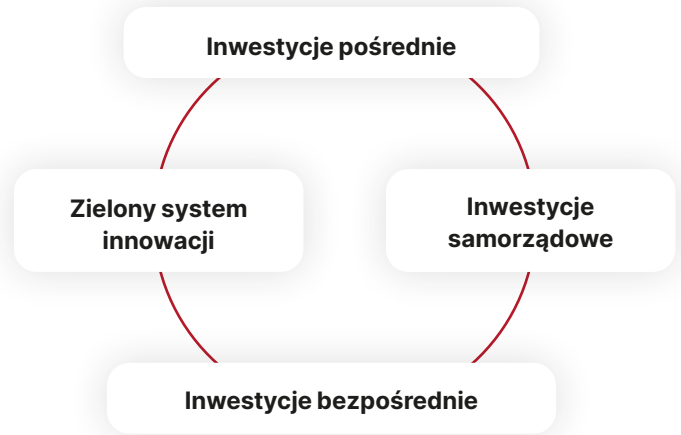 Inwestycje pośrednie
Zielony system
innowacji
Inwestycje
samorządowe
Inwestycje bezpośrednie